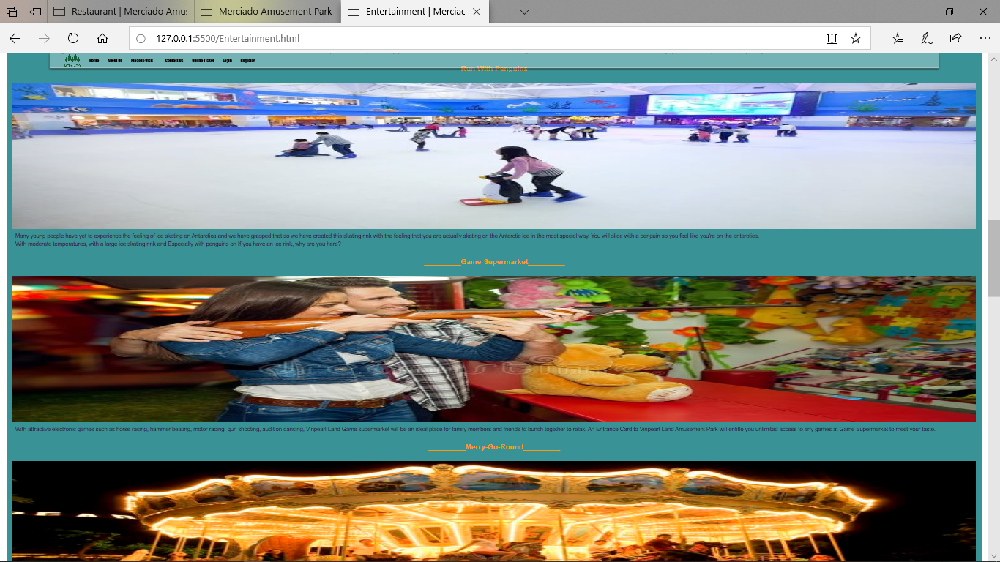 Restaurant | Merciado Amus
Merciado Amusement Park
Entertainment | Merciac
127.0.0.1:5500/Entertainment.html
Home About Us Place to Visit Contact Us Online Ticket Login Register
MERCADO
__________Run With Penguins__________
Many young people have yet to experience the feeling of ice skating on Antarctica and we have grasped that so we have created this skating rink with the feeling that you are actually skating on the Antarctic ice in the most special way. You will slide with a penguin so you feel like you're on the antarctica.
With moderate temperatures, with a large ice skating rink and Especially with penguins on If you have an ice rink, why are you here?
__________Game Supermarket__________
With attractive electronic games such as horse racing, hammer beating, motor racing, gun shooting, audition dancing, Vinpearl Land Game supermarket will be an ideal place for family members and friends to bunch together to relax. An Entrance Card to Vinpearl Land Amusement Park will entitle you unlimited access to any games at Game Supermarket to meet your taste.
__________Merry-Go-Round__________